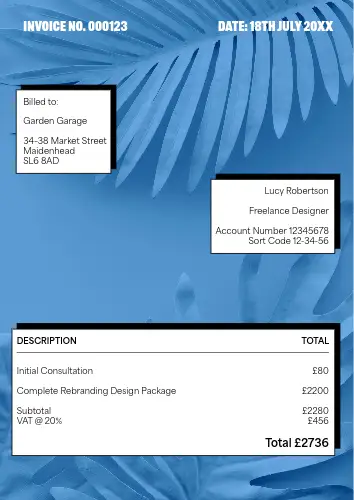 INVOICE NO. 000123
DATE: 18TH JULY 20XX
Billed to:
Garden Garage
34-38 Market Street
Maidenhead
SL6 8AD
Lucy Robertson
Freelance Designer
Account Number 12345678
Sort Code 12-34-56
DESCRIPTION TOTAL
Initial Consultation £80
Complete Rebranding Design Package £2200
Subtotal £2280
VAT @ 20% £456
Total £2736